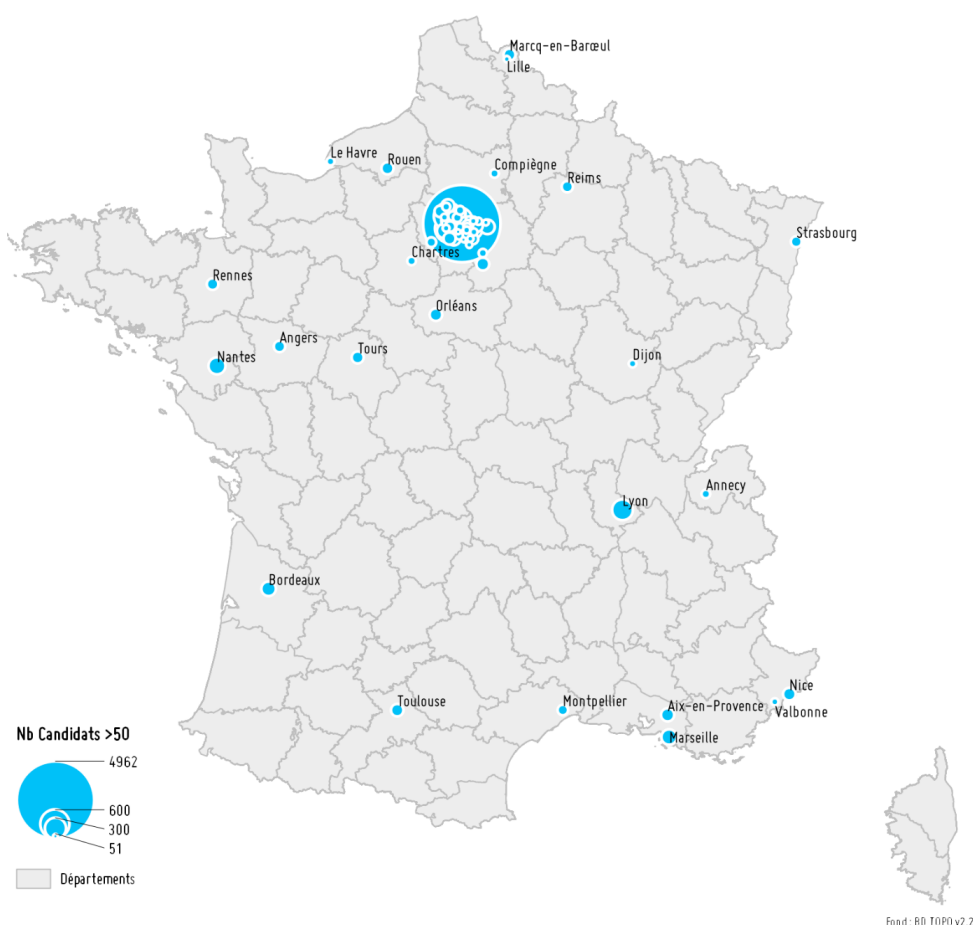 Marcq-en-Barœul
Lille
Le Havre
Rouen
Compiègne
Reims
Strasbourg
Chartres
Rennes
Orléans
Angers
Tours
Nantes
Dijon
Annecy
Lyon
Bordeaux
Nice
Toulouse
Montpellier
Aix-en-Provence
Valbonne
Marseille
Nb Candidats >50
4962
600
300
51
Départements
Fond : BD TOPO v2.2